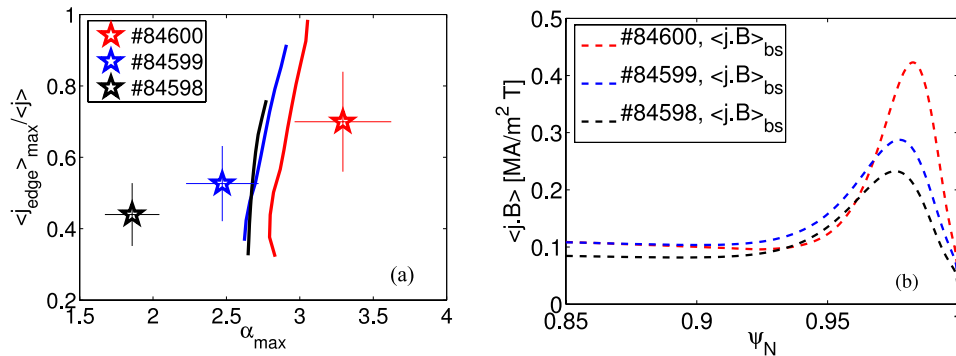 1
0.8
0.6
0.4
0.2
<j_edge>_max/<j>
#84600
#84599
#84598
(a)
1.5 2 2.5 3 3.5 4
α_max
0.5
0.4
0.3
0.2
0.1
0
<j.B> [MA/m² T]
#84600, <j.B>_bs
#84599, <j.B>_bs
#84598, <j.B>_bs
(b)
0.85 0.9 0.95 1
Ψ_N